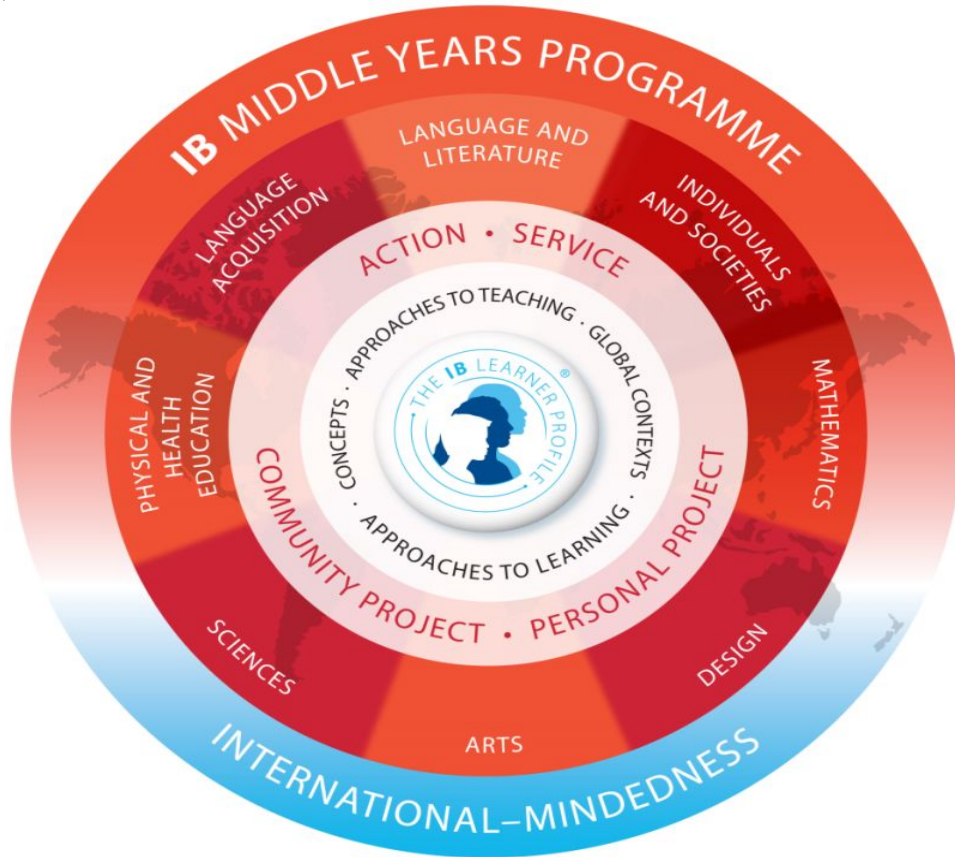 IB MIDDLE YEARS PROGRAMME
LANGUAGE AND
LITERATURE
INDIVIDUALS
AND SOCIETIES
MATHEMATICS
DESIGN
ARTS
SCIENCES
PHYSICAL AND
HEALTH
EDUCATION
LANGUAGE
ACQUISITION
ACTION • SERVICE
COMMUNITY PROJECT • PERSONAL PROJECT
APPROACHES TO TEACHING · GLOBAL CONTEXTS ·
· CONCEPTS ·
APPROACHES TO LEARNING
• THE IB LEARNER PROFILE ® •
INTERNATIONAL–MINDEDNESS